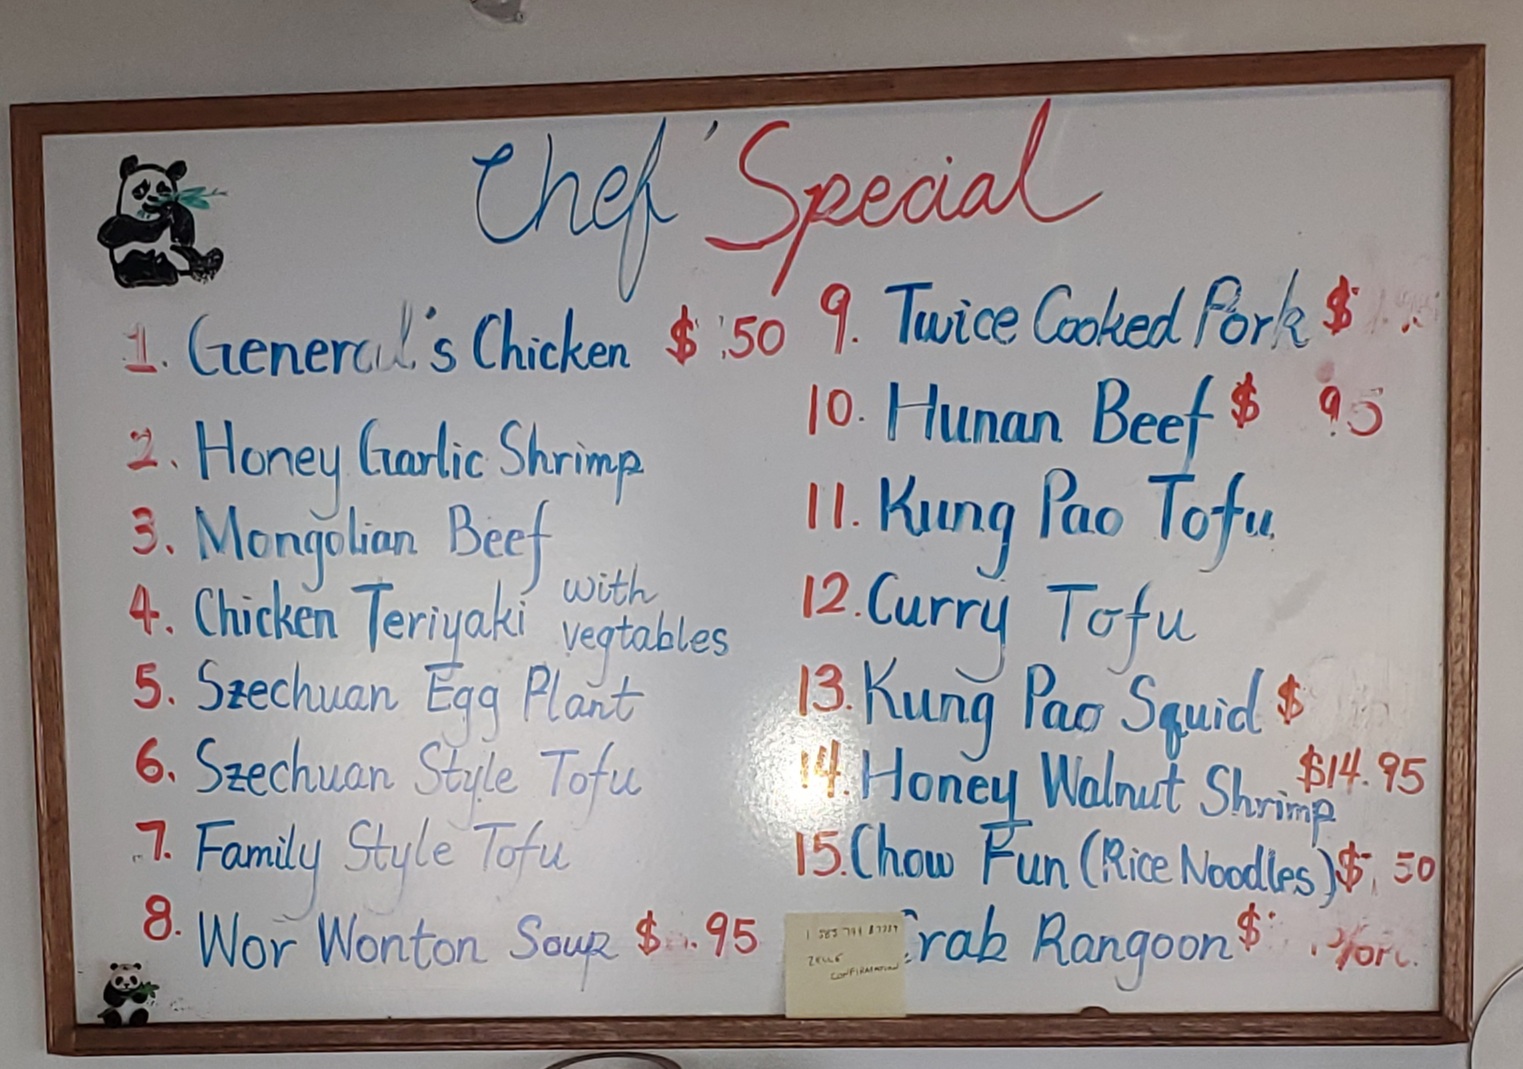 Chef' Special
1. General's Chicken $ .50
2. Honey Garlic Shrimp
3. Mongolian Beef
4. Chicken Teriyaki with
vegtables
5. Szechuan Egg Plant
6. Szechuan Style Tofu
7. Family Style Tofu
8. Wor Wonton Soup $ .95
9. Twice Cooked Pork $
10. Hunan Beef $ 95
11. Kung Pao Tofu
12. Curry Tofu
13. Kung Pao Squid $
14. Honey Walnut Shrimp $14.95
15. Chow Fun (Rice Noodles) $. 50
Crab Rangoon $
ZELLE
CONFIRMATION